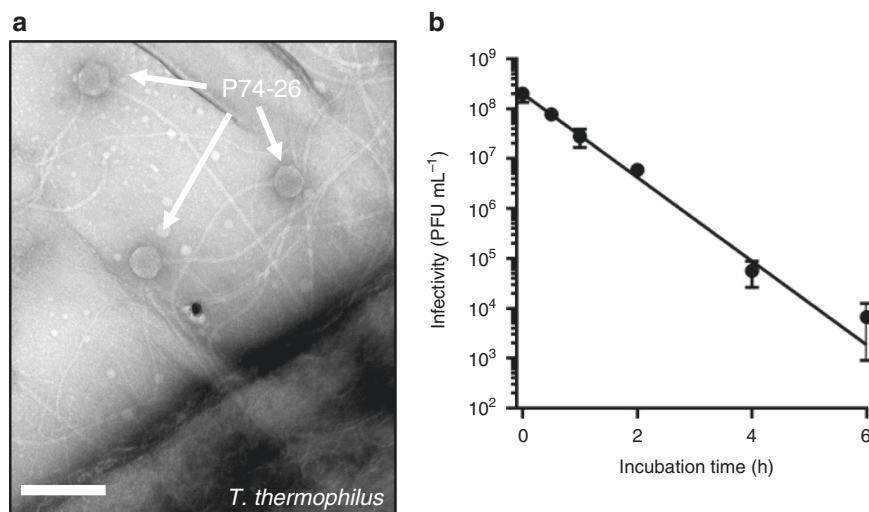 a
P74-26
T. thermophilus
b
Infectivity (PFU mL⁻¹)
10⁹
10⁸
10⁷
10⁶
10⁵
10⁴
10³
10²
0
2
4
6
Incubation time (h)